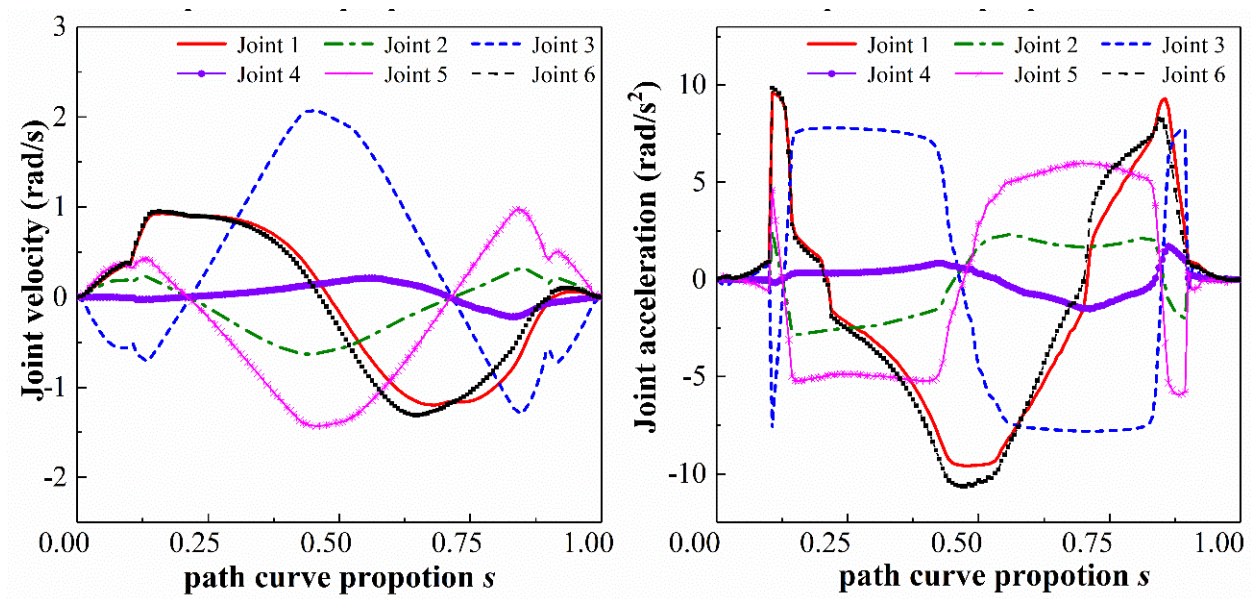 Joint 1 Joint 2 Joint 3
Joint 4 Joint 5 Joint 6
Joint velocity (rad/s)
3
2
1
0
-1
-2
0.00 0.25 0.50 0.75 1.00
path curve propotion s
Joint 1 Joint 2 Joint 3
Joint 4 Joint 5 Joint 6
Joint acceleration (rad/s²)
10
5
0
-5
-10
0.00 0.25 0.50 0.75 1.00
path curve propotion s